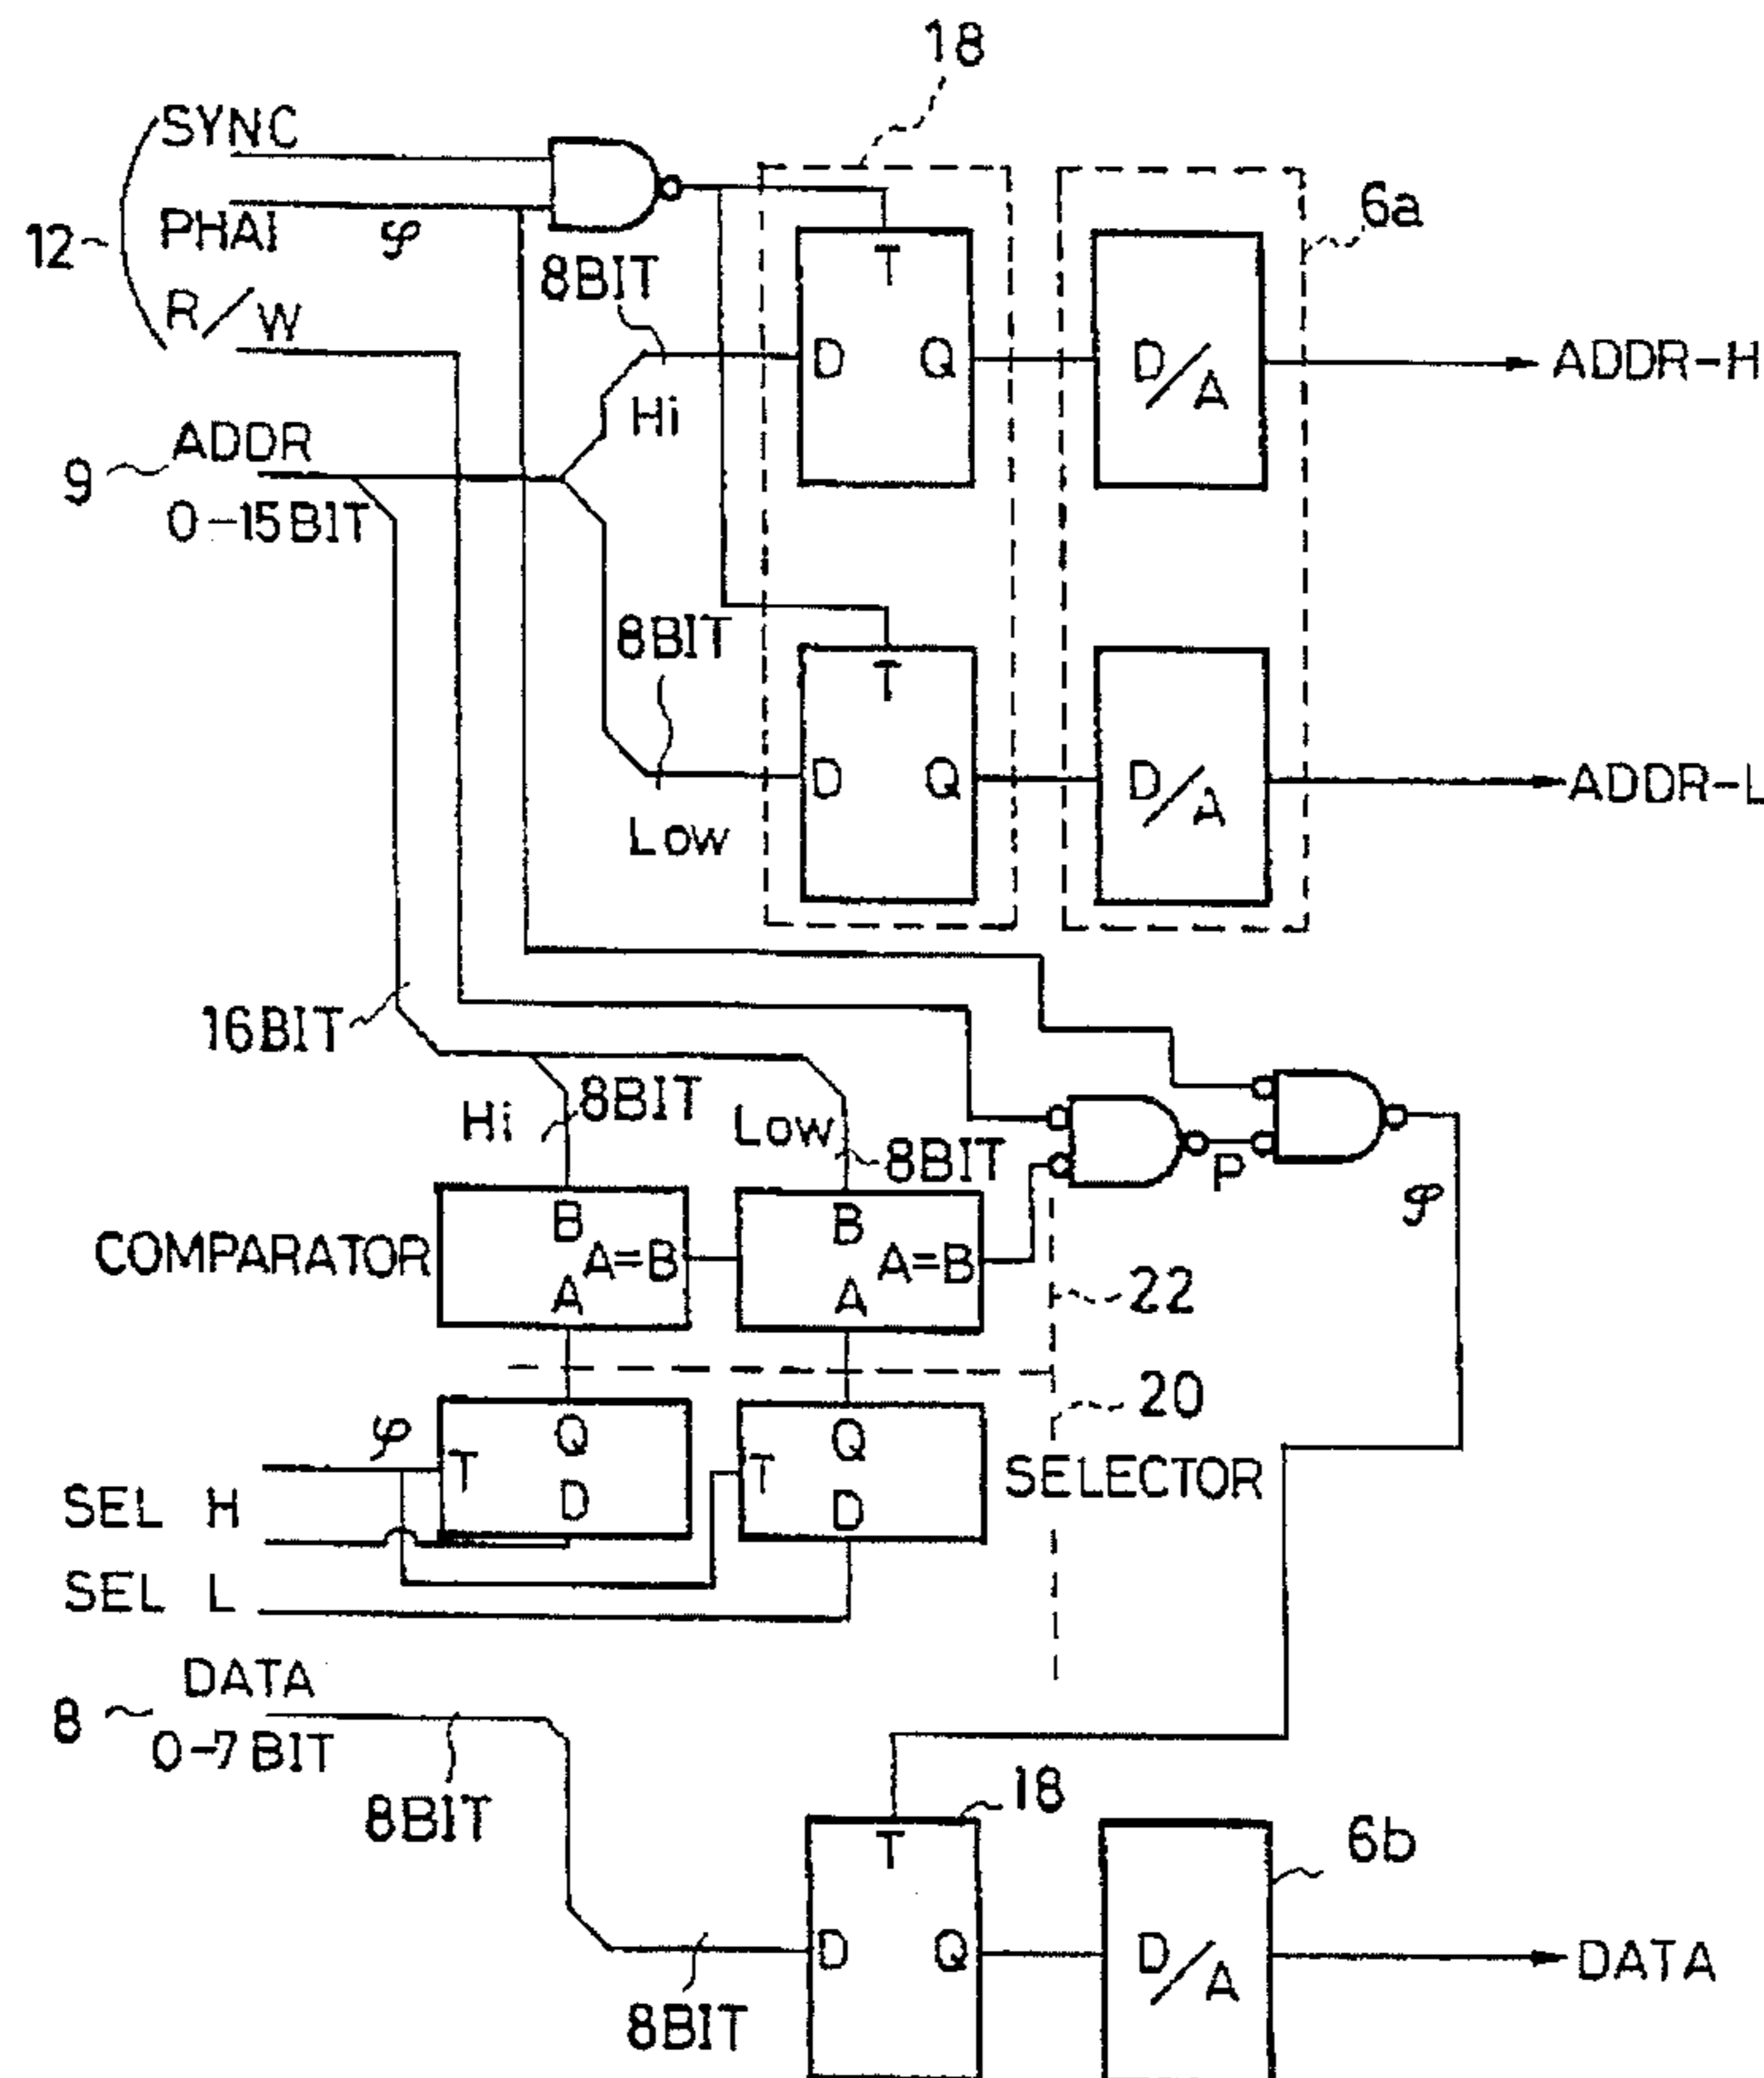 18
SYNC
PHAI
φ
R/W
12
8BIT
Hi
6a
T
D Q
D/A
ADDR-H
9
ADDR
0-15BIT
8BIT
Low
T
D Q
D/A
ADDR-L
16BIT
Hi
8BIT
Low
8BIT
P
φ
COMPARATOR
B
A=B
A
B
A=B
A
22
20
φ
T
Q
D
T
Q
D
SELECTOR
SEL H
SEL L
8
DATA
0-7BIT
8BIT
8BIT
18
T
D Q
D/A
6b
DATA